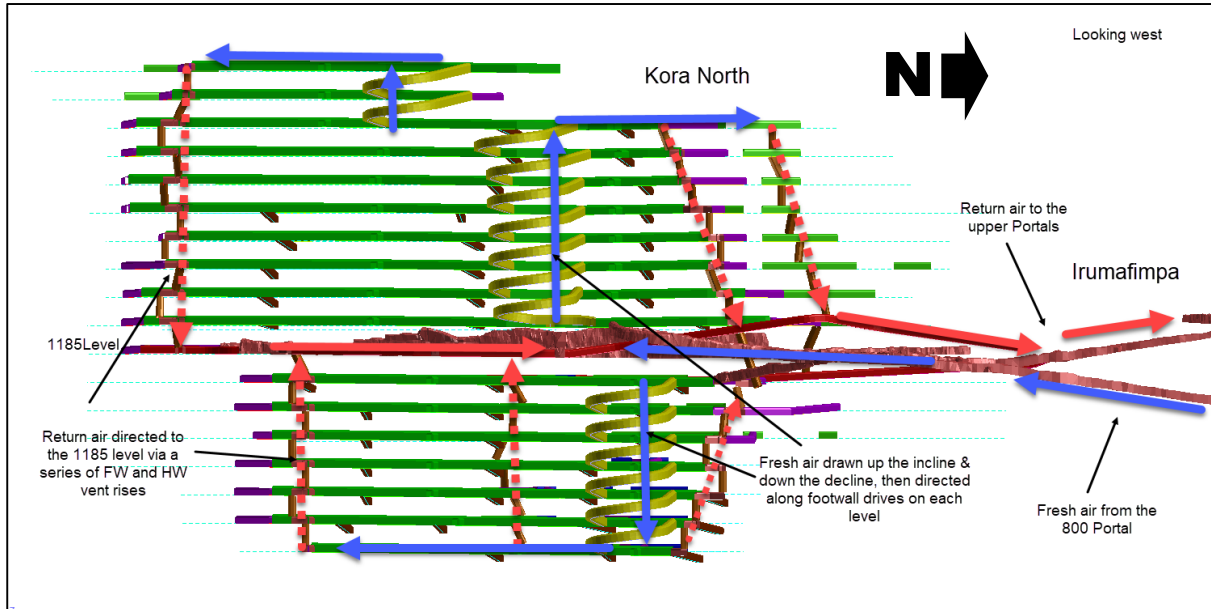 Looking west
Kora North
N
Return air to the
upper Portals
Irumafimpa
1185Level
Return air directed to
the 1185 level via a
series of FW and HW
vent rises
Fresh air drawn up the incline &
down the decline, then directed
along footwall drives on each
level
Fresh air from the
800 Portal